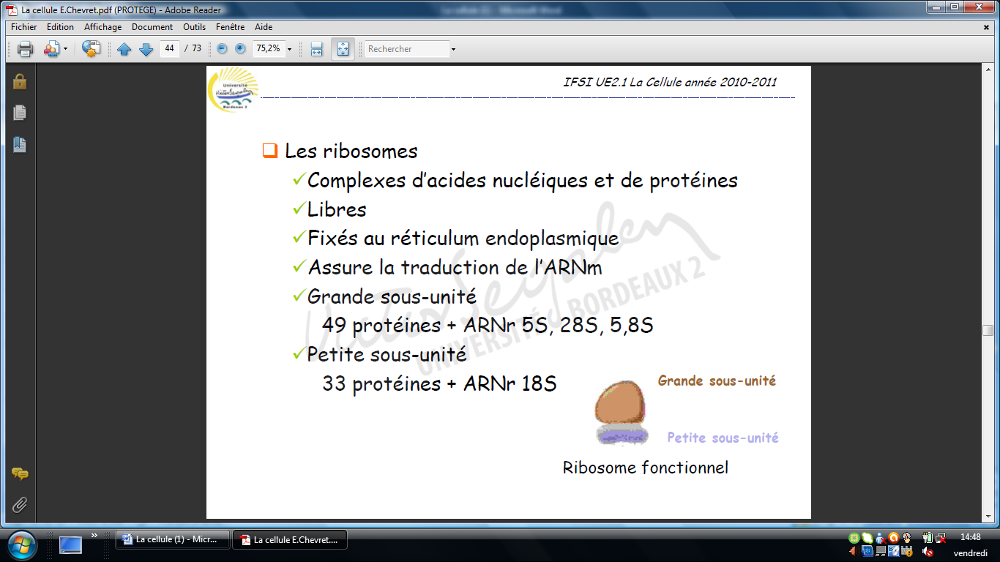 La cellule E.Chevret.pdf (PROTEGE) - Adobe Reader
Fichier Edition Affichage Document Outils Fenêtre Aide
44 / 73 75,2% Rechercher
Université
Victor Segalen
Bordeaux 2
IFSI UE2.1 La Cellule année 2010-2011
Les ribosomes
Complexes d’acides nucléiques et de protéines
Libres
Fixés au réticulum endoplasmique
Assure la traduction de l’ARNm
Grande sous-unité
49 protéines + ARNr 5S, 28S, 5,8S
Petite sous-unité
33 protéines + ARNr 18S
Victor Segalen
UNIVERSITÉ BORDEAUX 2
Grande sous-unité
Petite sous-unité
Ribosome fonctionnel
La cellule (1) - Micr...
La cellule E.Chevret....
14:48
vendredi